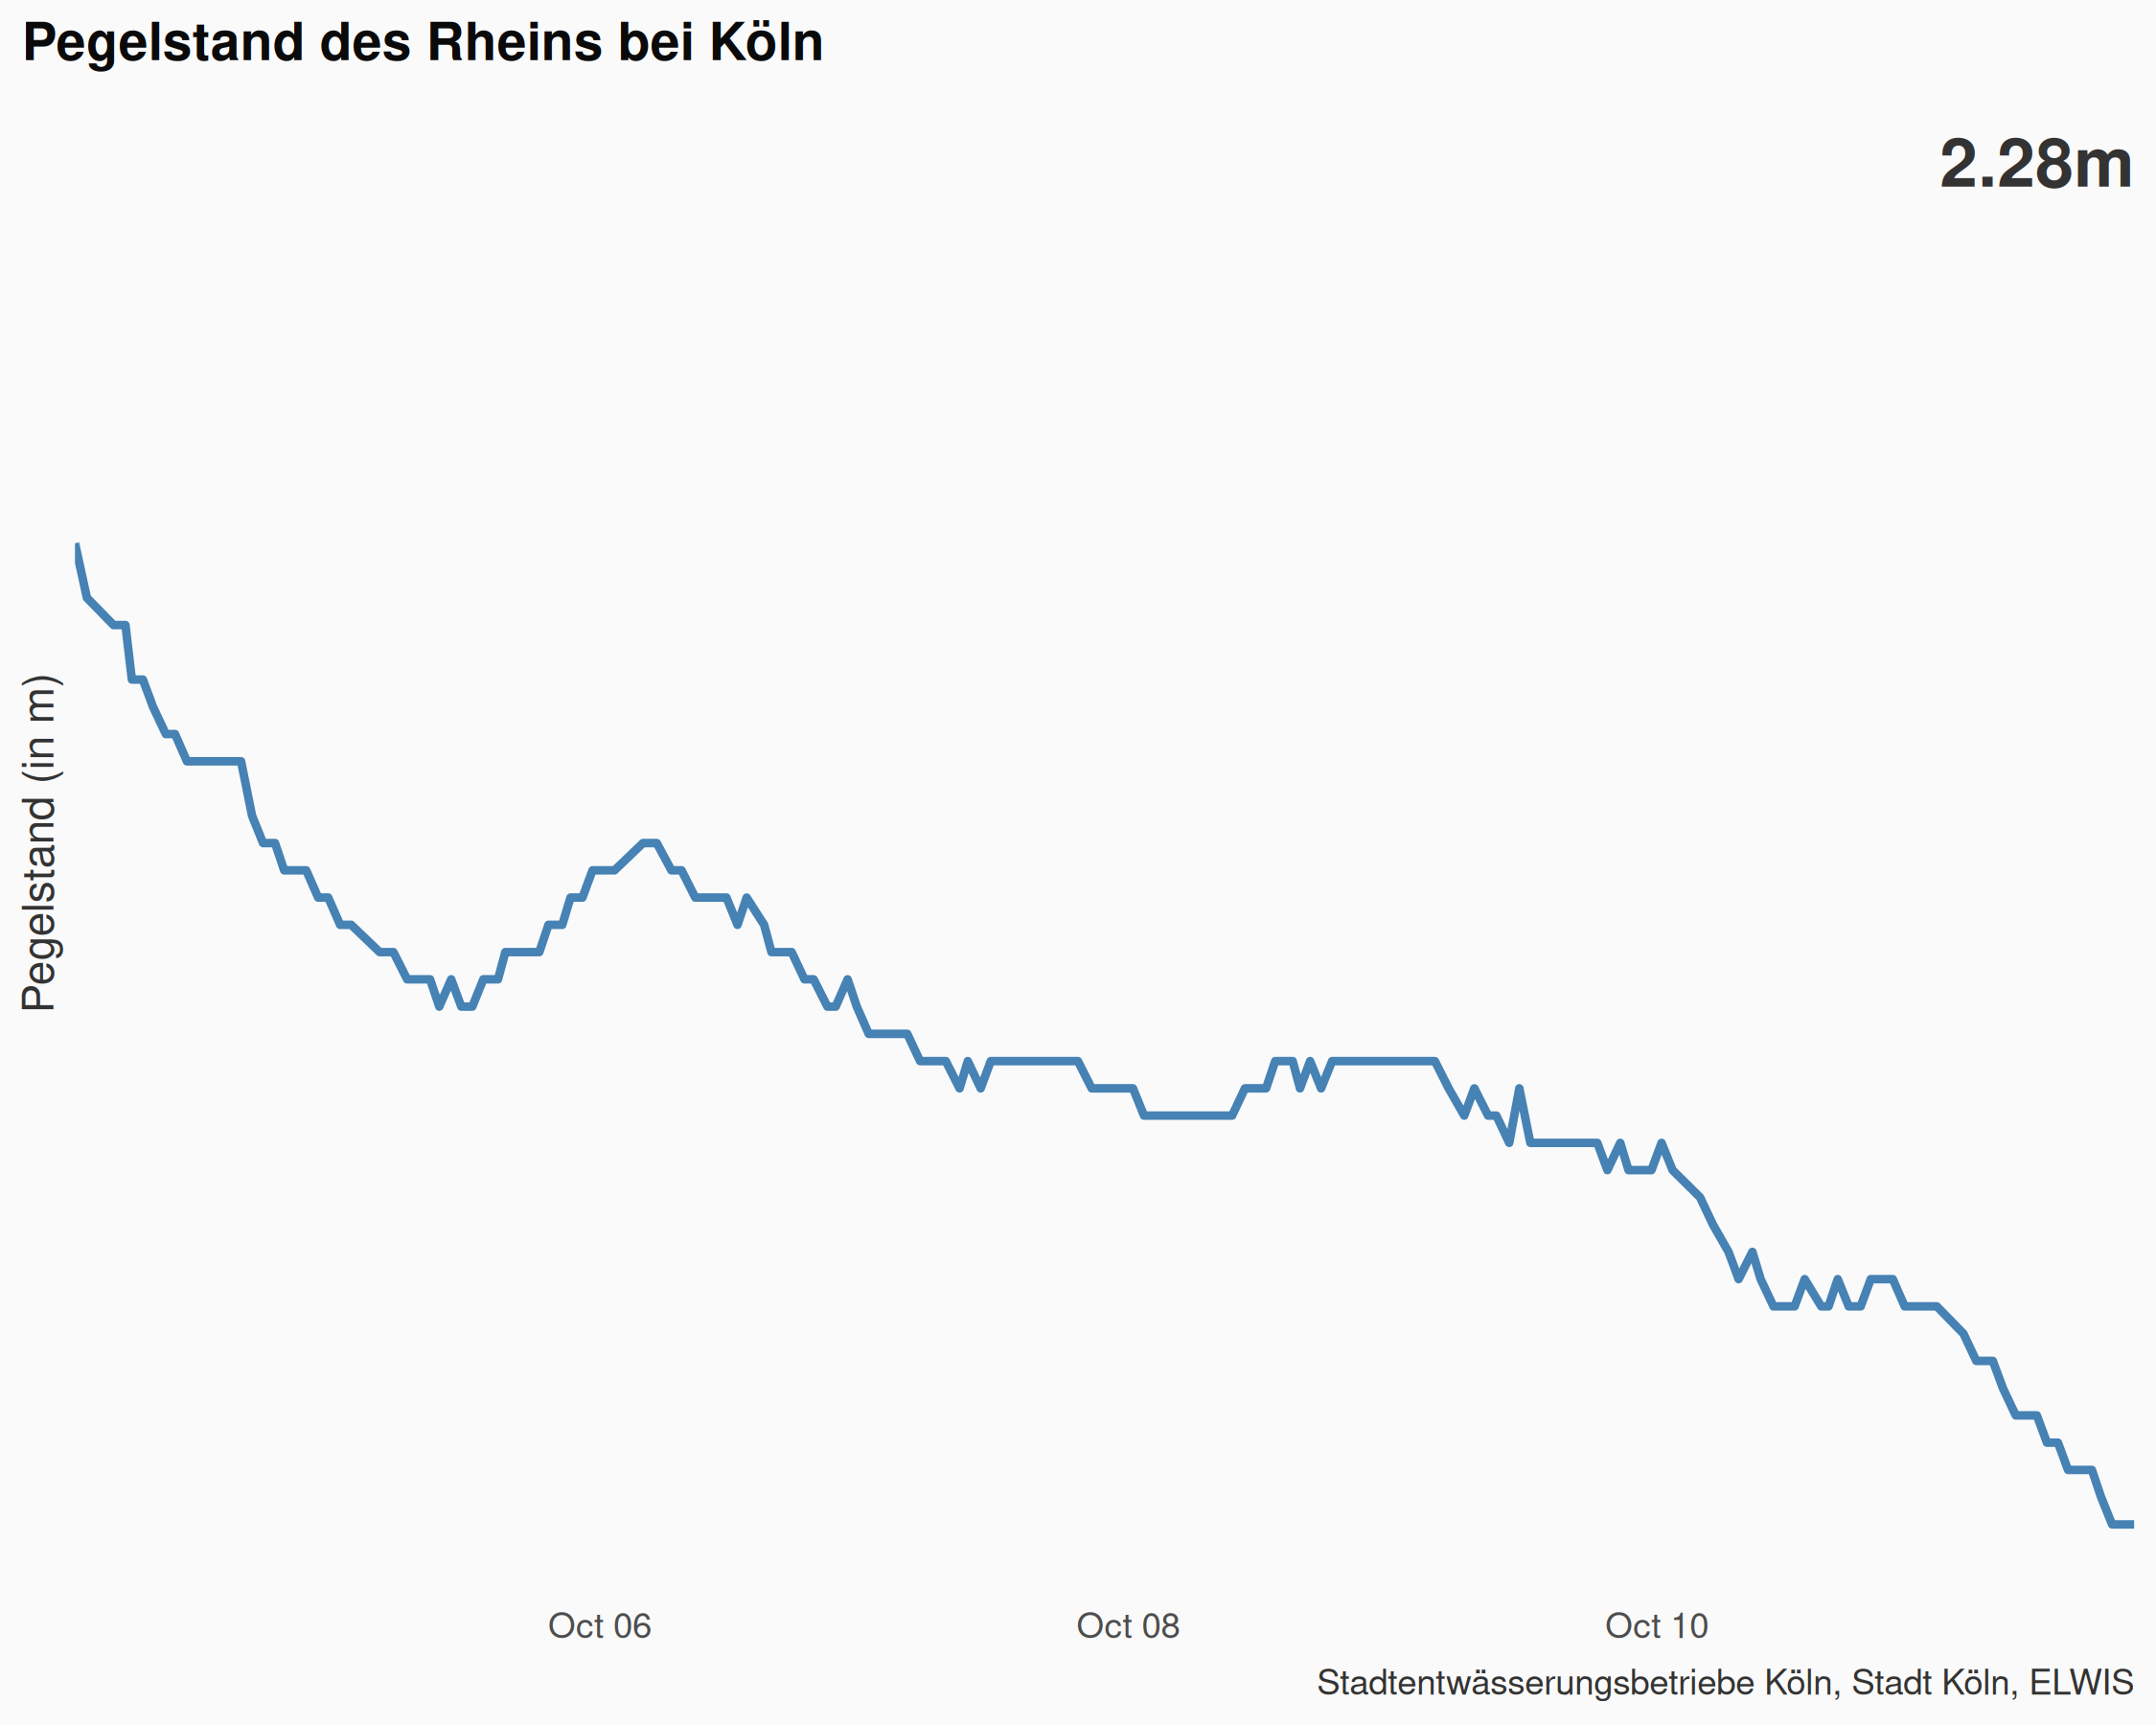 Pegelstand des Rheins bei Köln
2.28m
Pegelstand (in m)
Oct 06
Oct 08
Oct 10
Stadtentwässerungsbetriebe Köln, Stadt Köln, ELWIS